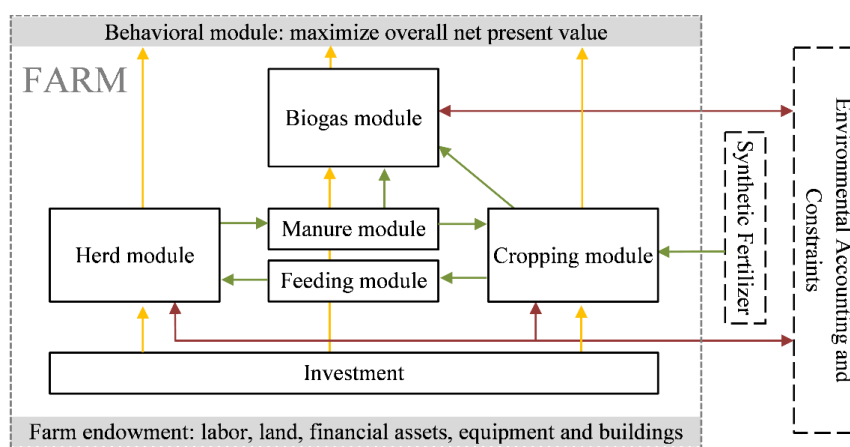 Behavioral module: maximize overall net present value
FARM
Biogas module
Herd module
Manure module
Feeding module
Cropping module
Investment
Farm endowment: labor, land, financial assets, equipment and buildings
Synthetic Fertilizer
Environmental Accounting and
Constraints